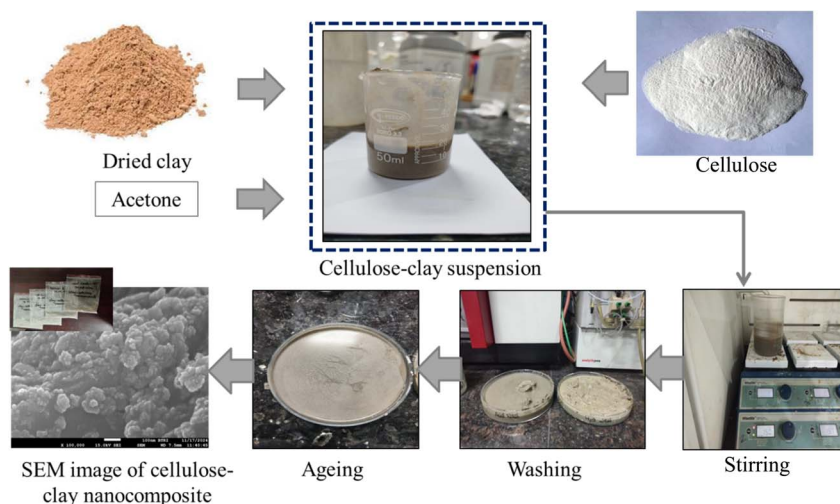 Dried clay
Cellulose
Acetone
50ml
Cellulose-clay suspension
Stirring
Washing
Ageing
SEM image of cellulose-
clay nanocomposite